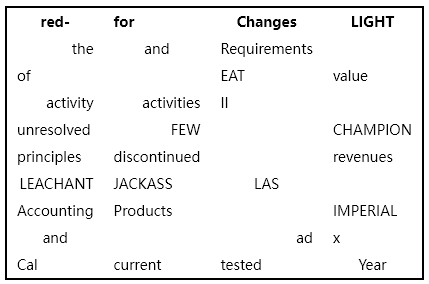 red- for Changes LIGHT
the and Requirements
of EAT value
activity activities II
unresolved FEW CHAMPION
principles discontinued revenues
LEACHANT JACKASS LAS
Accounting Products IMPERIAL
and ad x
Cal current tested Year